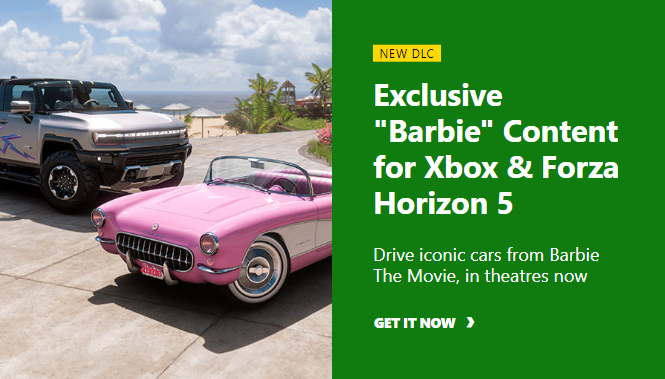 NEW DLC
Exclusive
"Barbie" Content
for Xbox & Forza
Horizon 5
Drive iconic cars from Barbie
The Movie, in theatres now
GET IT NOW ❯